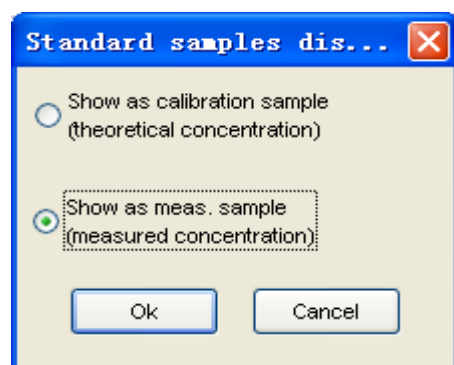 Standard samples dis...
Show as calibration sample
(theoretical concentration)
Show as meas. sample
(measured concentration)
Ok
Cancel